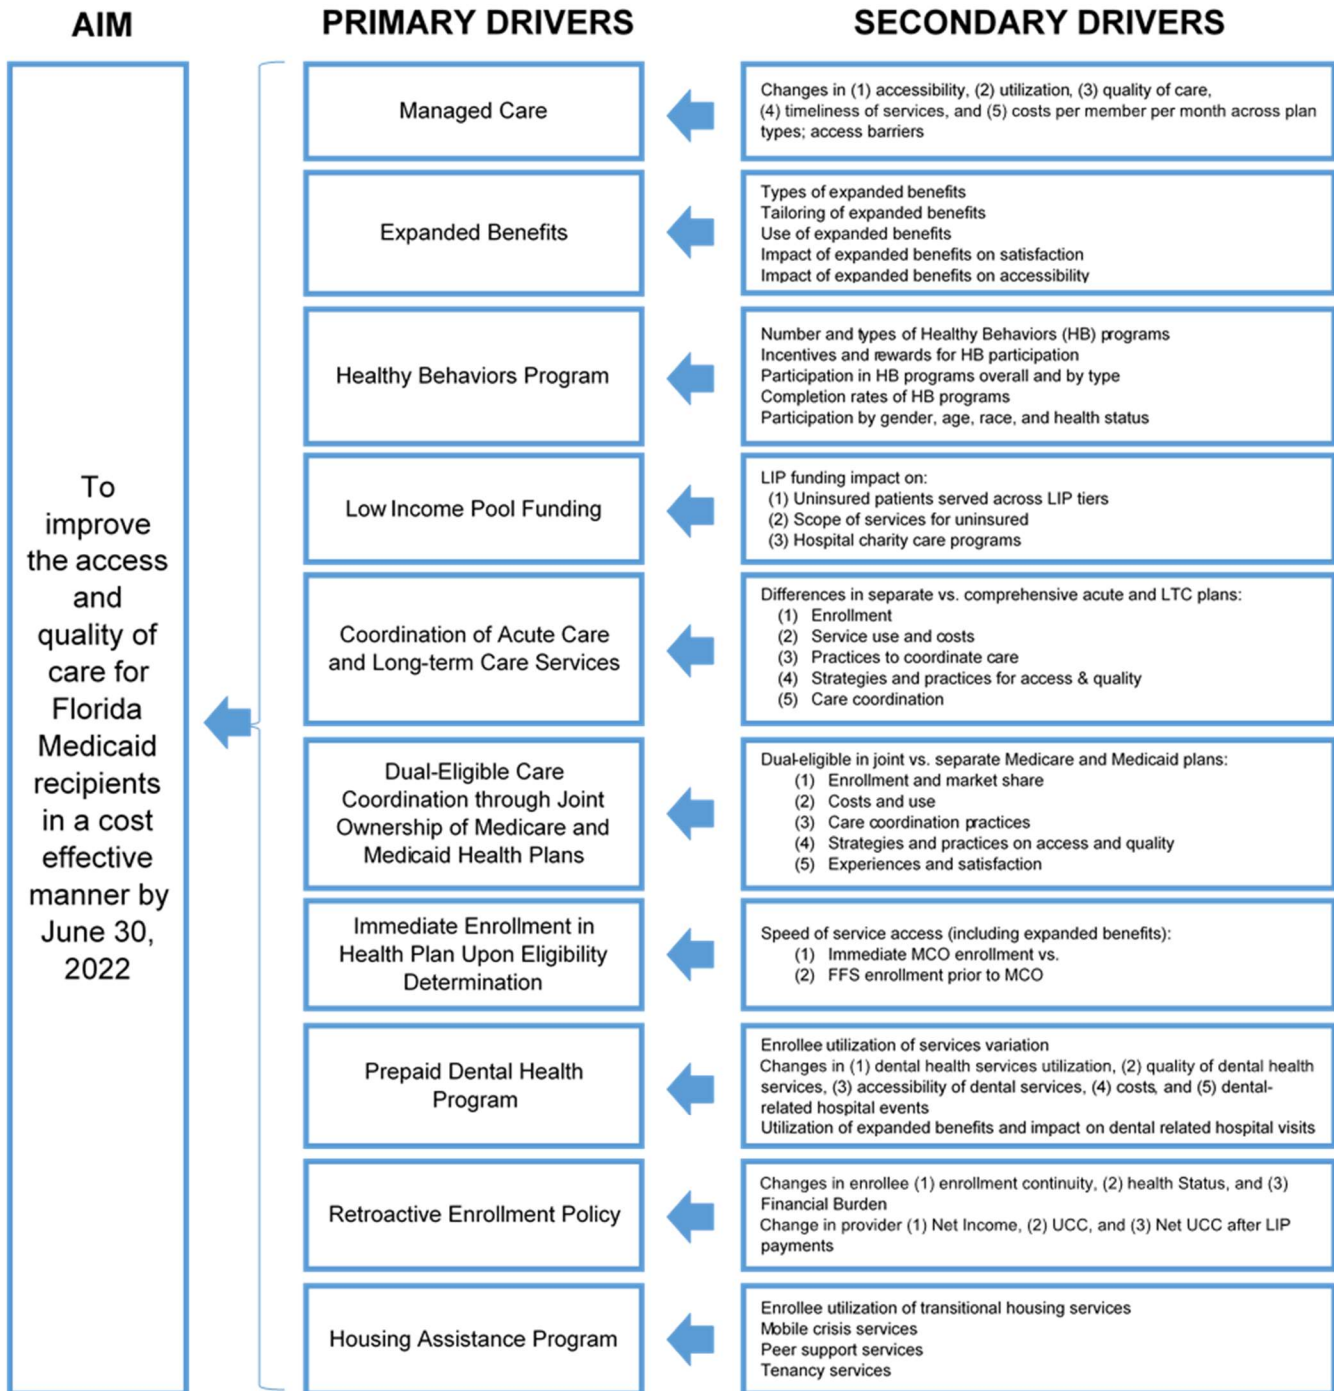 AIM
PRIMARY DRIVERS
SECONDARY DRIVERS
To
improve
the access
and
quality of
care for
Florida
Medicaid
recipients
in a cost
effective
manner by
June 30,
2022
Managed Care
Changes in (1) accessibility, (2) utilization, (3) quality of care,
(4) timeliness of services, and (5) costs per member per month across plan
types; access barriers
Expanded Benefits
Types of expanded benefits
Tailoring of expanded benefits
Use of expanded benefits
Impact of expanded benefits on satisfaction
Impact of expanded benefits on accessibility
Healthy Behaviors Program
Number and types of Healthy Behaviors (HB) programs
Incentives and rewards for HB participation
Participation in HB programs overall and by type
Completion rates of HB programs
Participation by gender, age, race, and health status
Low Income Pool Funding
LIP funding impact on:
(1) Uninsured patients served across LIP tiers
(2) Scope of services for uninsured
(3) Hospital charity care programs
Coordination of Acute Care
and Long-term Care Services
Differences in separate vs. comprehensive acute and LTC plans:
(1) Enrollment
(2) Service use and costs
(3) Practices to coordinate care
(4) Strategies and practices for access & quality
(5) Care coordination
Dual-Eligible Care
Coordination through Joint
Ownership of Medicare and
Medicaid Health Plans
Dual-eligible in joint vs. separate Medicare and Medicaid plans:
(1) Enrollment and market share
(2) Costs and use
(3) Care coordination practices
(4) Strategies and practices on access and quality
(5) Experiences and satisfaction
Immediate Enrollment in
Health Plan Upon Eligibility
Determination
Speed of service access (including expanded benefits):
(1) Immediate MCO enrollment vs.
(2) FFS enrollment prior to MCO
Prepaid Dental Health
Program
Enrollee utilization of services variation
Changes in (1) dental health services utilization, (2) quality of dental health
services, (3) accessibility of dental services, (4) costs, and (5) dental-
related hospital events
Utilization of expanded benefits and impact on dental related hospital visits
Retroactive Enrollment Policy
Changes in enrollee (1) enrollment continuity, (2) health Status, and (3)
Financial Burden
Change in provider (1) Net Income, (2) UCC, and (3) Net UCC after LIP
payments
Housing Assistance Program
Enrollee utilization of transitional housing services
Mobile crisis services
Peer support services
Tenancy services